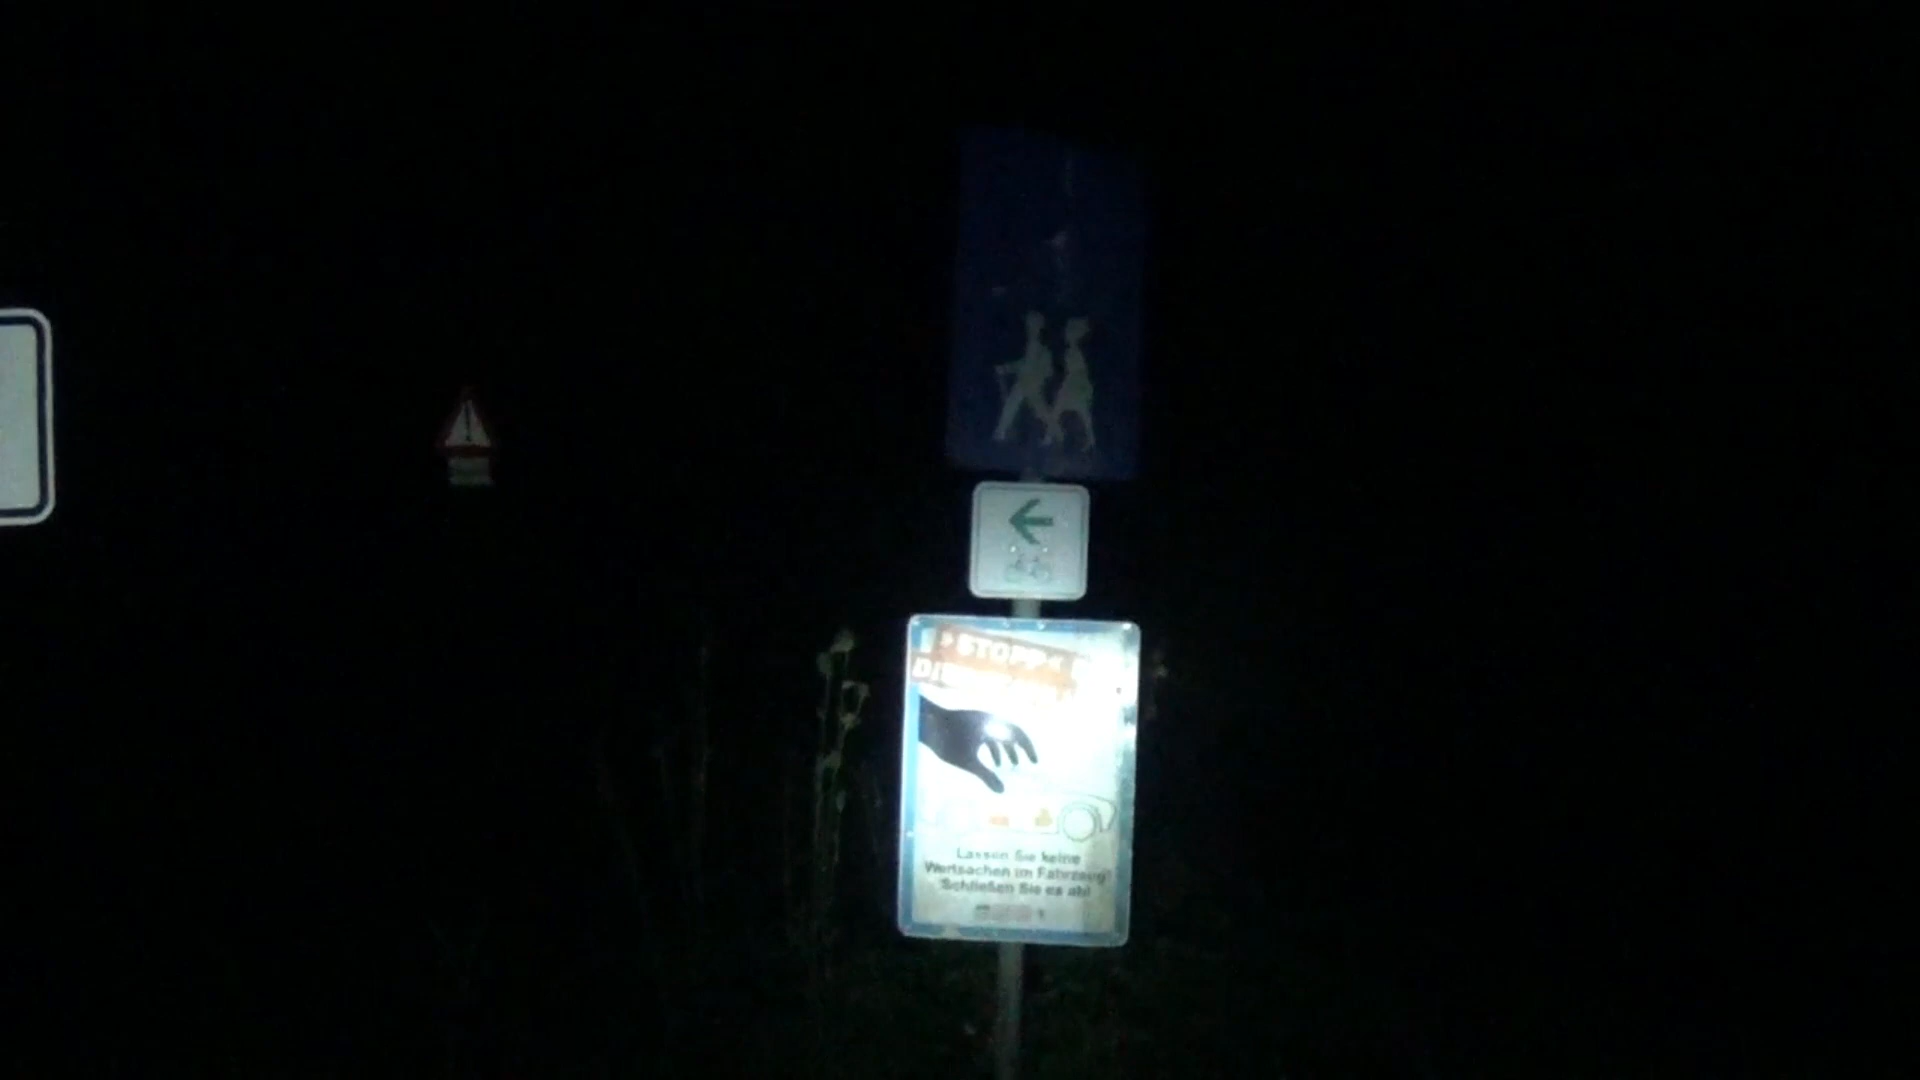 »STOPP«
Lassen Sie keine
Wertsachen im Fahrzeug
Schließen Sie es ab!